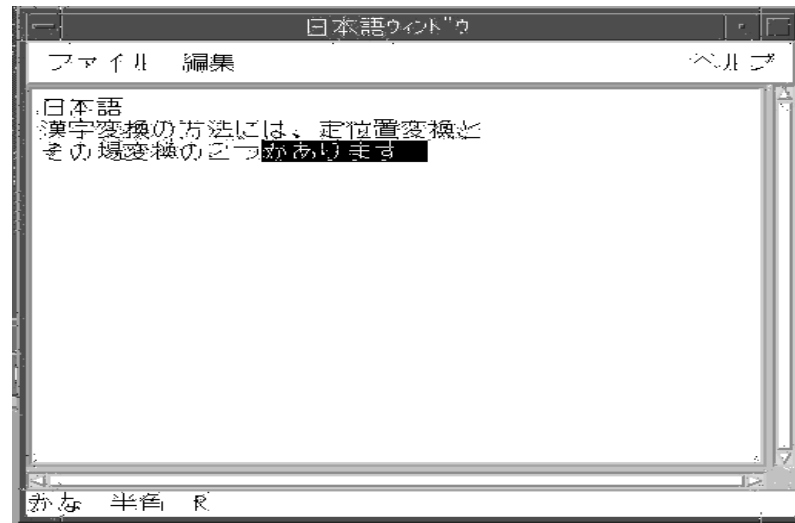 日本語ウィンドウ
ファイル 編集 ヘルプ
日本語
漢字変換の方法には、定位置変換と
その場変換の2つがあります
かな 半角 R